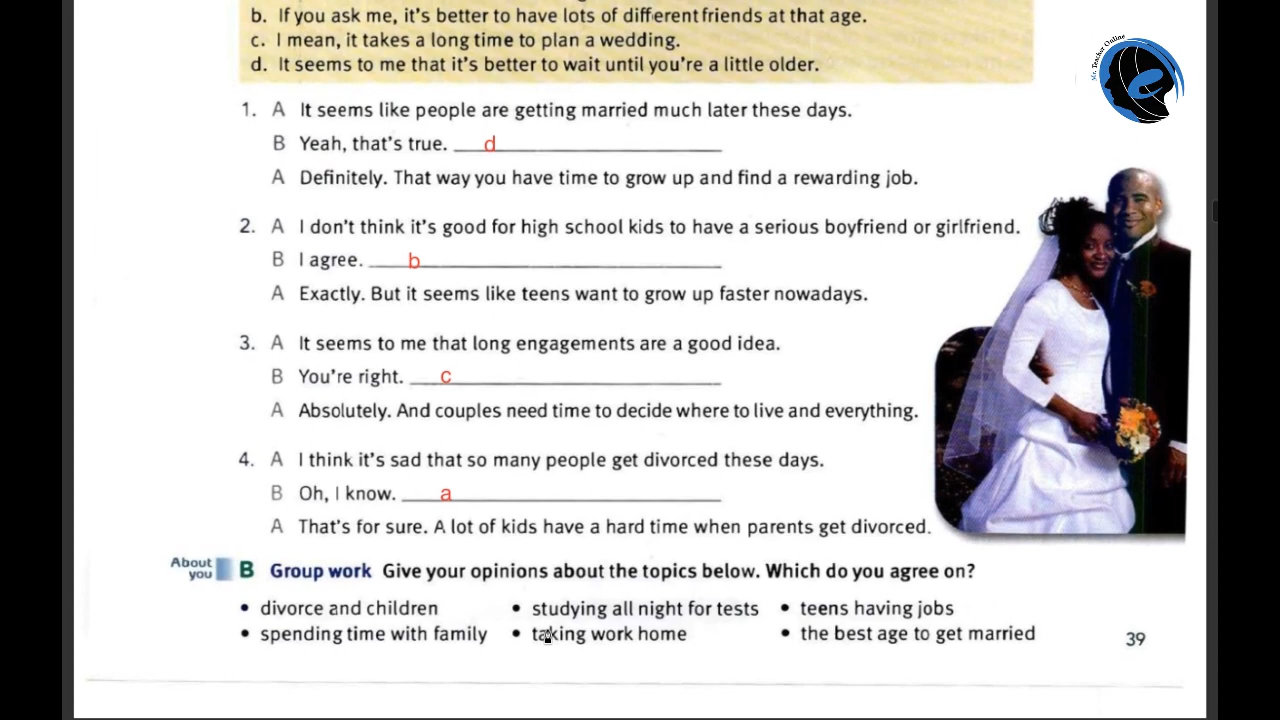 b. If you ask me, it's better to have lots of different friends at that age.
c. I mean, it takes a long time to plan a wedding.
d. It seems to me that it's better to wait until you're a little older.
Mr. Teacher Online
1. A It seems like people are getting married much later these days.
B Yeah, that's true. d
A Definitely. That way you have time to grow up and find a rewarding job.
2. A I don't think it's good for high school kids to have a serious boyfriend or girlfriend.
B I agree. b
A Exactly. But it seems like teens want to grow up faster nowadays.
3. A It seems to me that long engagements are a good idea.
B You're right. c
A Absolutely. And couples need time to decide where to live and everything.
4. A I think it's sad that so many people get divorced these days.
B Oh, I know. a
A That's for sure. A lot of kids have a hard time when parents get divorced.
About you B Group work Give your opinions about the topics below. Which do you agree on?
• divorce and children • studying all night for tests • teens having jobs
• spending time with family • taking work home • the best age to get married
39